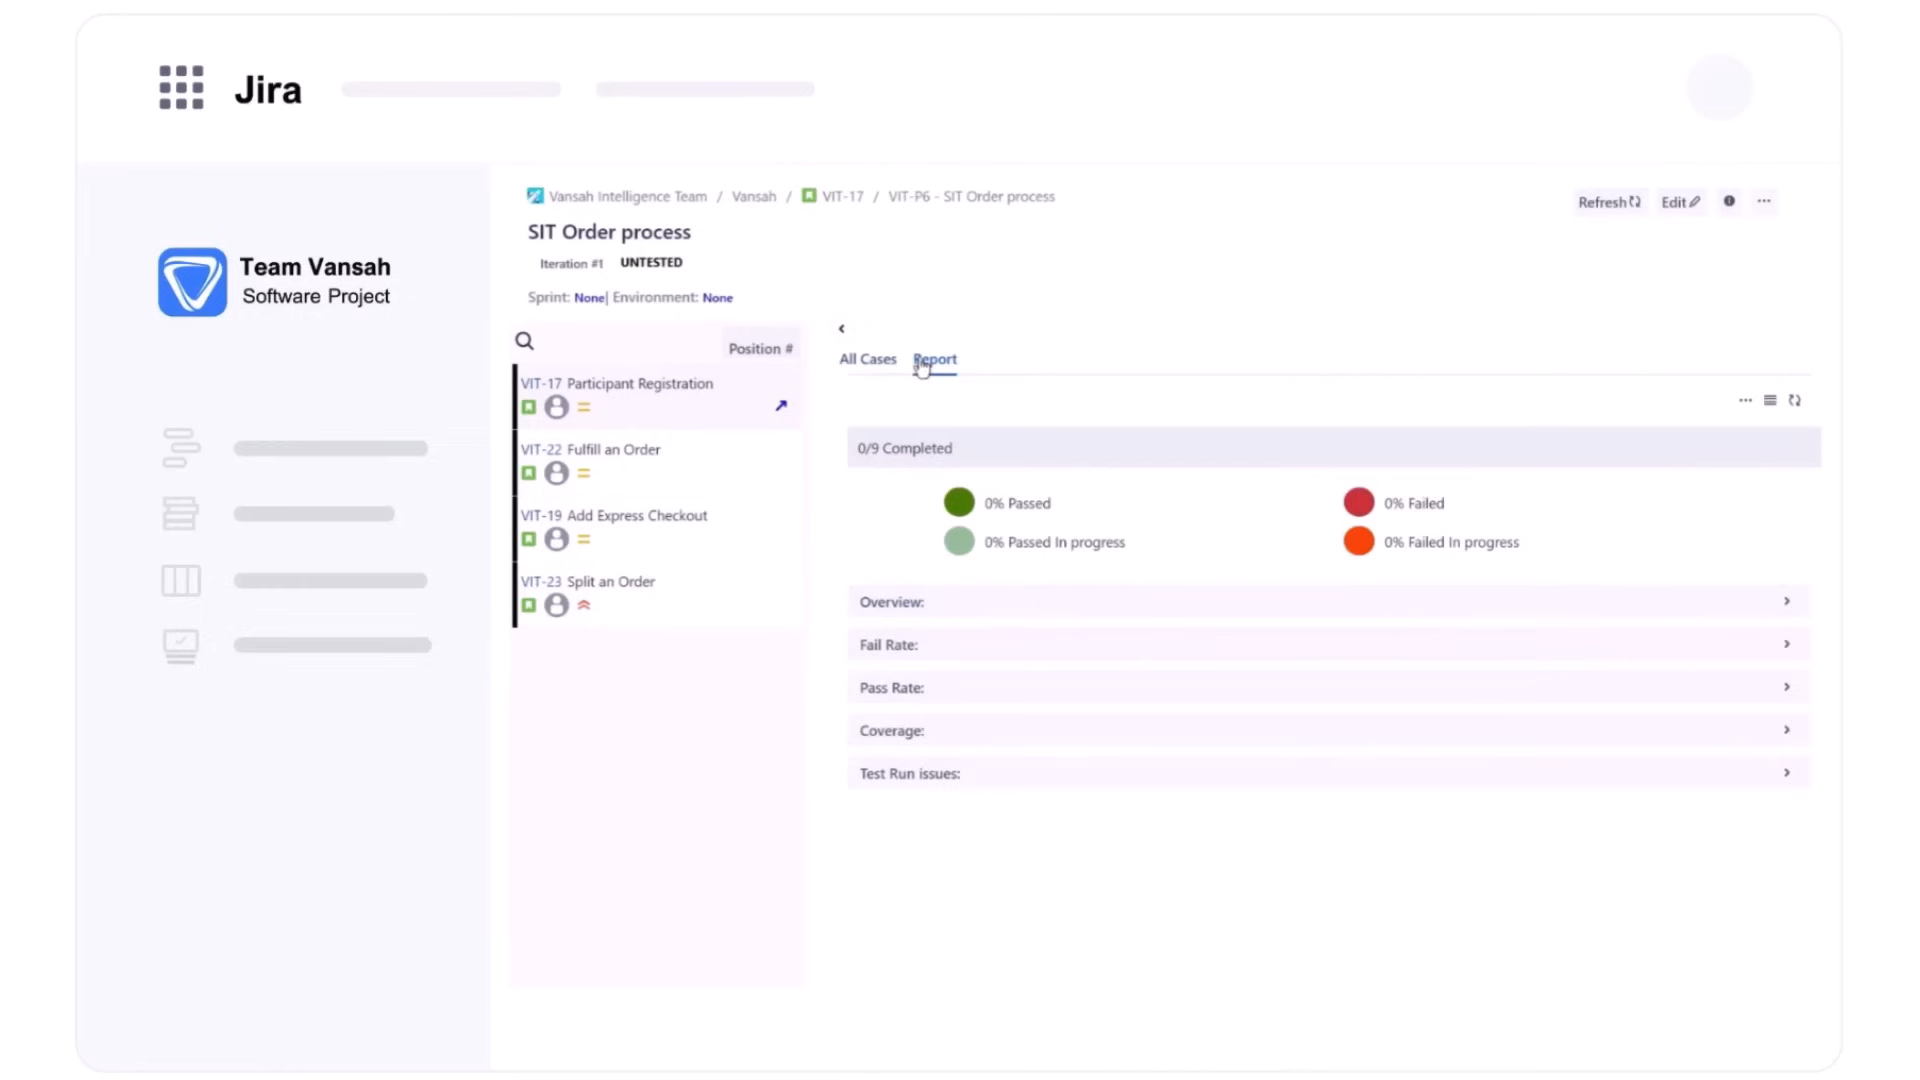 Jira
Team Vansah
Software Project
Vansah Intelligence Team / Vansah / VIT-17 / VIT-P6 - SIT Order process
Refresh Edit
SIT Order process
Iteration #1 UNTESTED
Sprint: None| Environment: None
Position #
VIT-17 Participant Registration
VIT-22 Fulfill an Order
VIT-19 Add Express Checkout
VIT-23 Split an Order
All Cases Report
0/9 Completed
0% Passed
0% Failed
0% Passed In progress
0% Failed In progress
Overview:
Fail Rate:
Pass Rate:
Coverage:
Test Run issues: